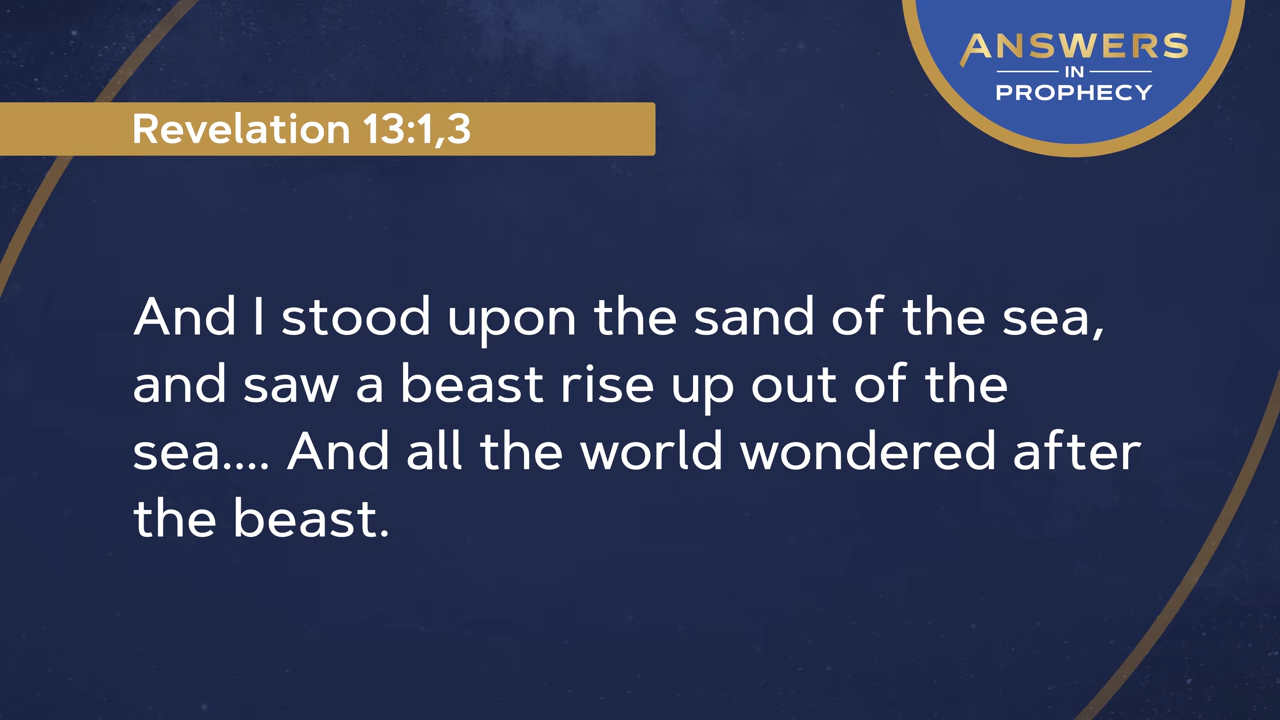 ANSWERS
IN
PROPHECY
Revelation 13:1,3
And I stood upon the sand of the sea,
and saw a beast rise up out of the
sea.... And all the world wondered after
the beast.